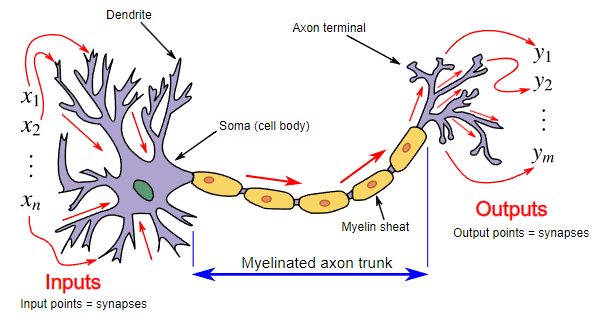 Dendrite
Axon terminal
x1
x2
⋮
xn
Soma (cell body)
y1
y2
⋮
ym
Myelin sheat
Outputs
Output points = synapses
Myelinated axon trunk
Inputs
Input points = synapses